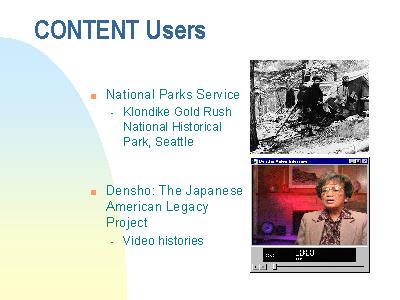 CONTENT Users
National Parks Service
- Klondike Gold Rush
National Historical
Park, Seattle
Densho: The Japanese
American Legacy
Project
- Video histories